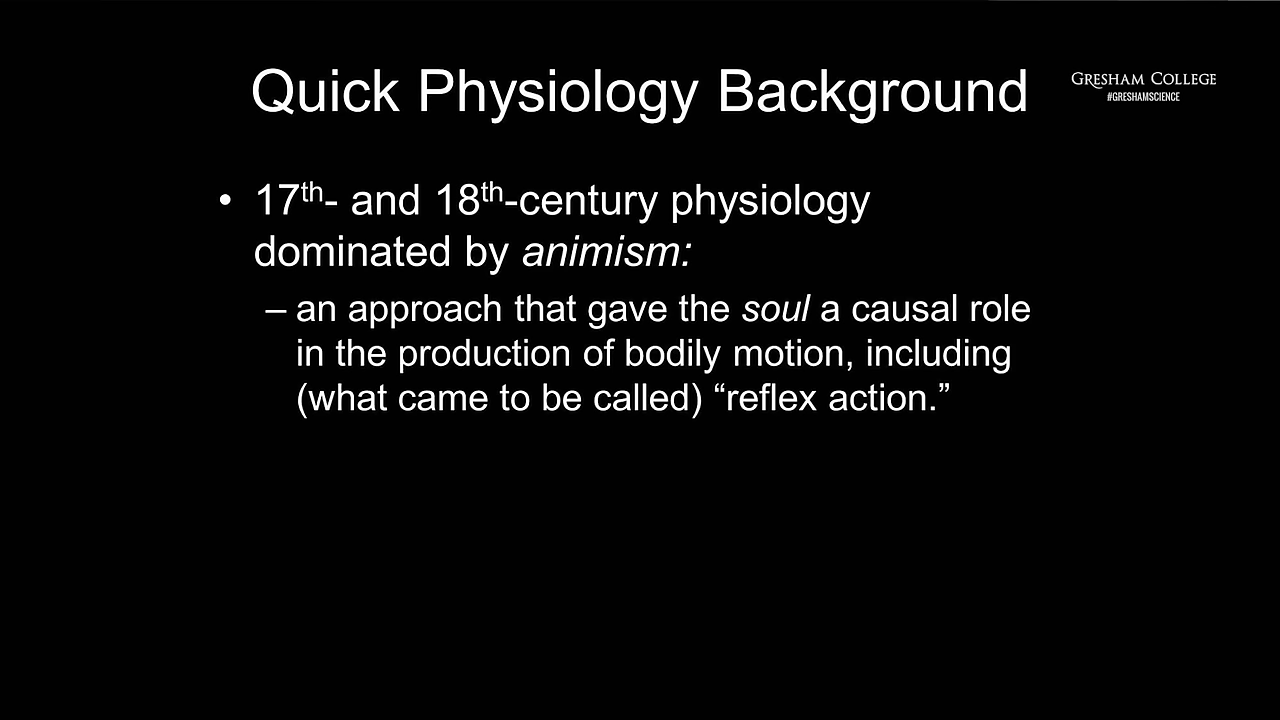 Quick Physiology Background
GRESHAM COLLEGE
#GRESHAMSCIENCE
• 17th- and 18th-century physiology
dominated by animism:
– an approach that gave the soul a causal role
in the production of bodily motion, including
(what came to be called) “reflex action.”